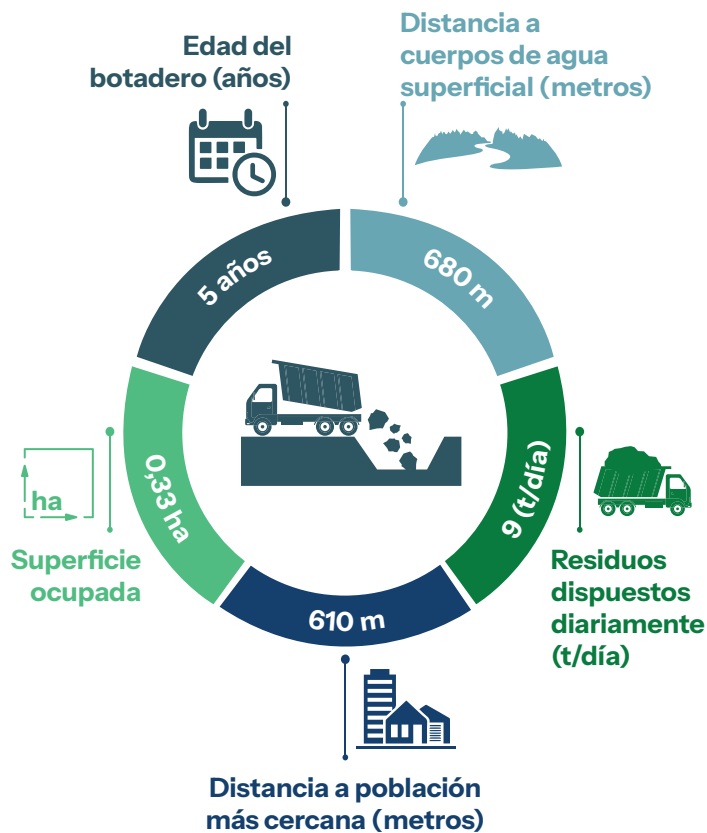 Edad del
botadero (años)
Distancia a
cuerpos de agua
superficial (metros)
5 años
680 m
0,33 ha
9 (t/día)
610 m
ha
Superficie
ocupada
Residuos
dispuestos
diariamente
(t/día)
Distancia a población
más cercana (metros)